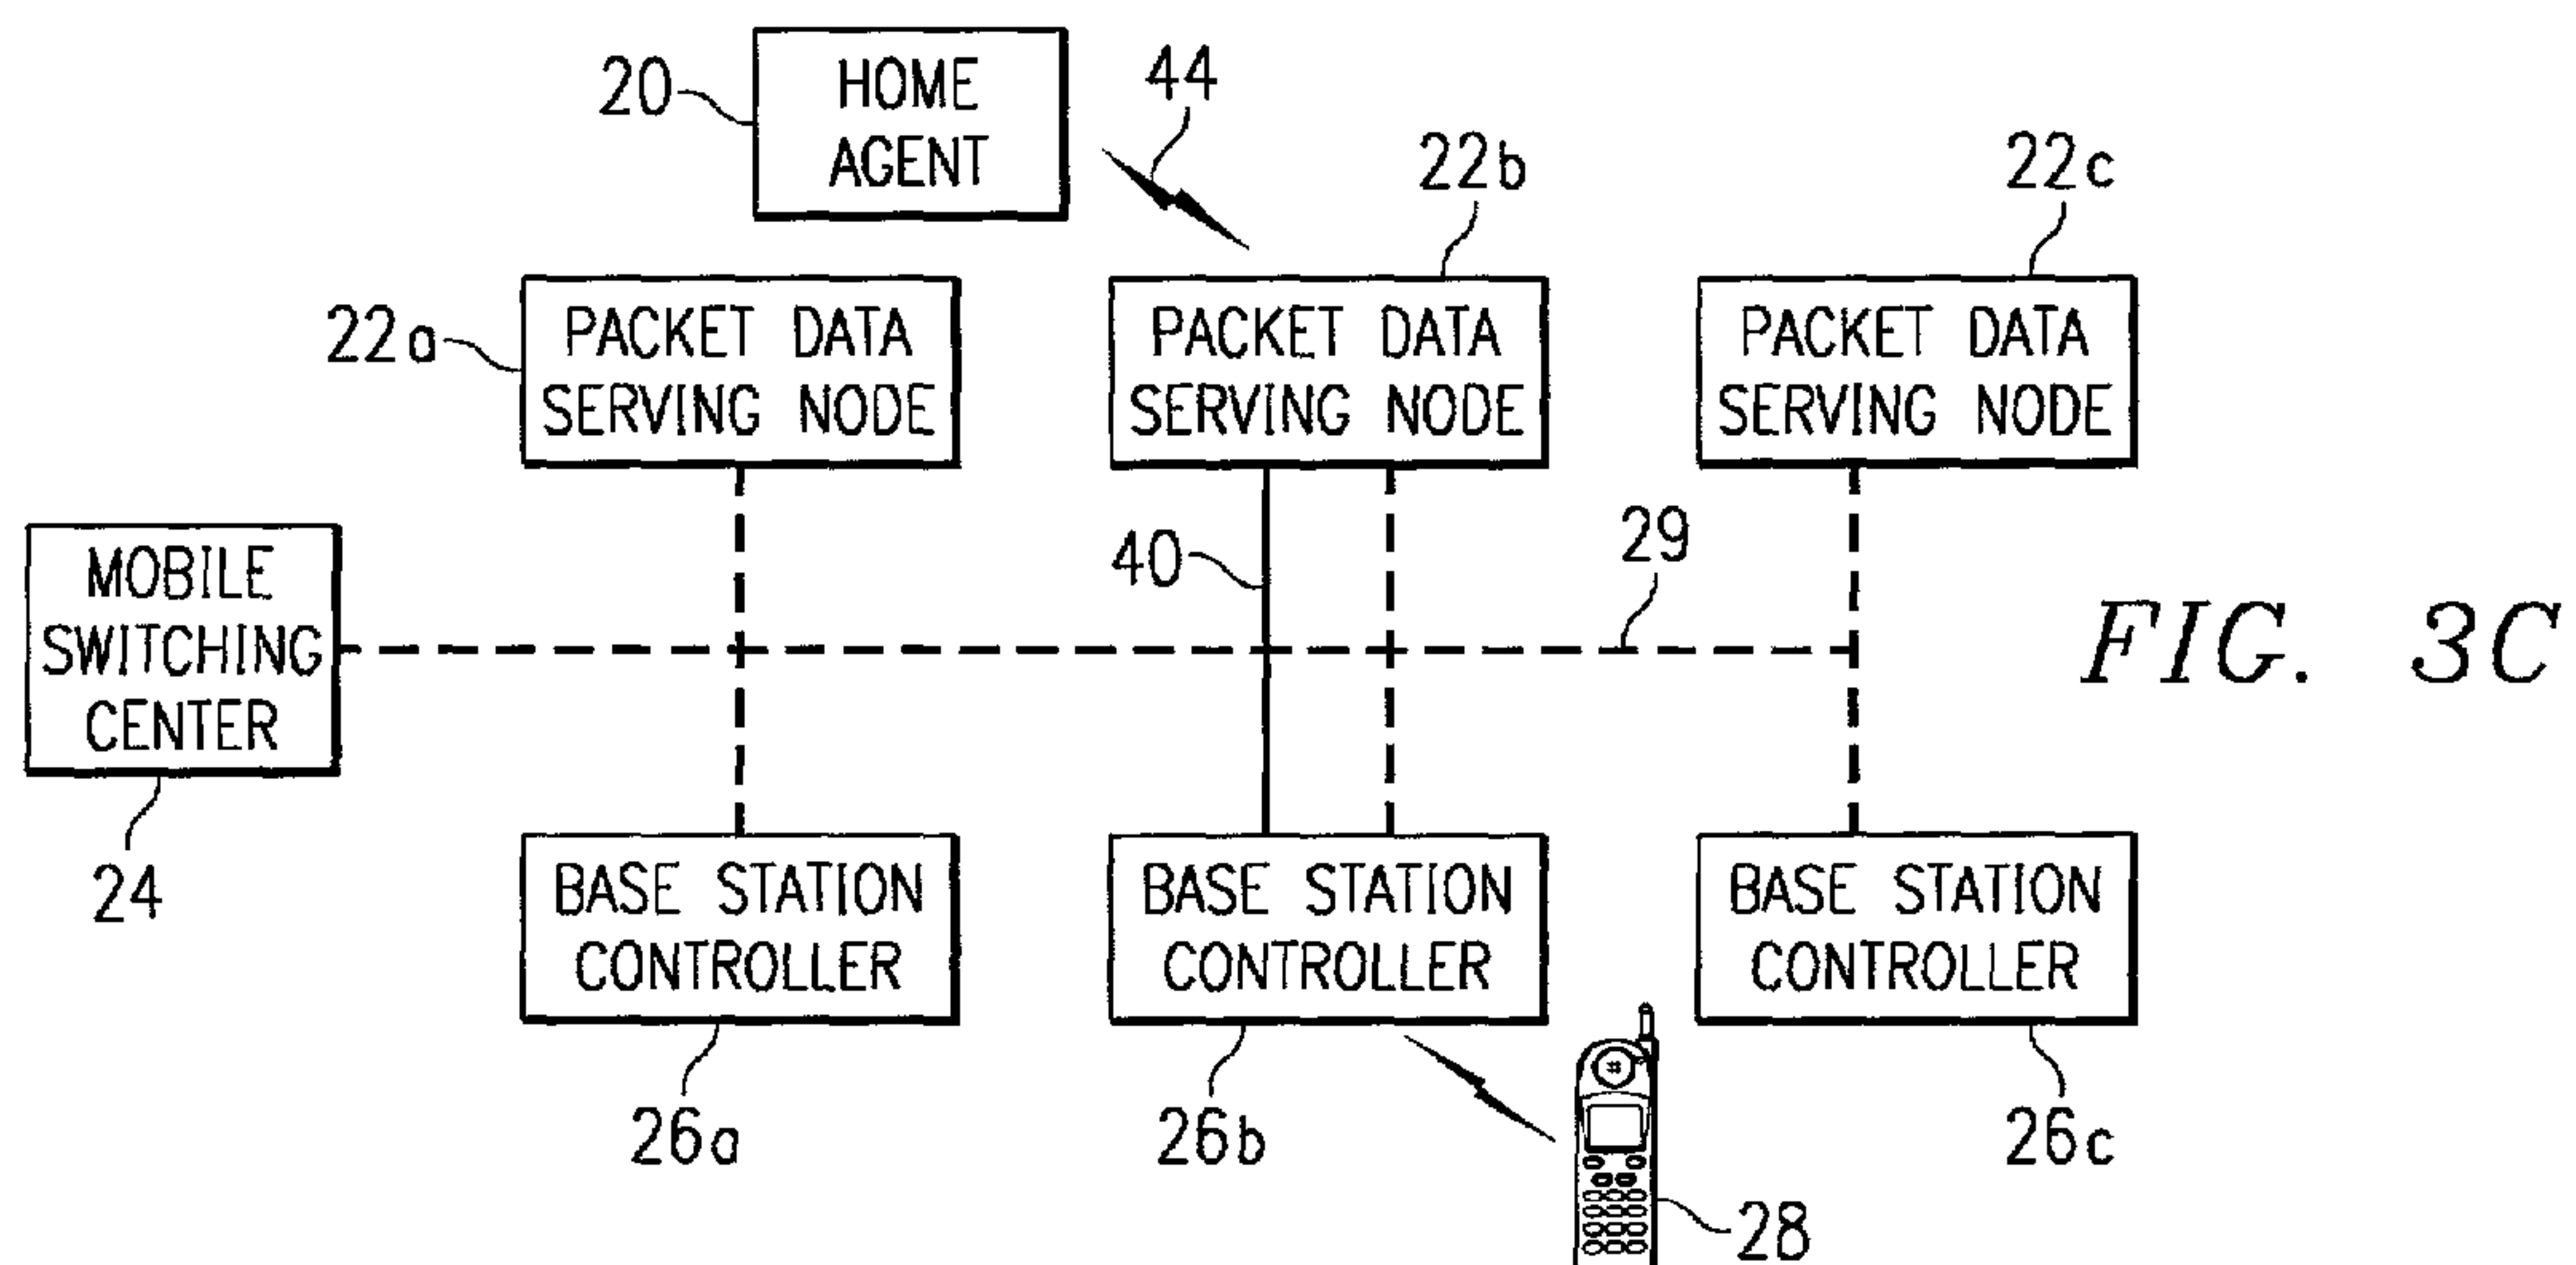 20
HOME
AGENT
44
22b
22c
22a
PACKET DATA
SERVING NODE
PACKET DATA
SERVING NODE
PACKET DATA
SERVING NODE
MOBILE
SWITCHING
CENTER
24
40
29
FIG. 3C
BASE STATION
CONTROLLER
BASE STATION
CONTROLLER
BASE STATION
CONTROLLER
26a
26b
26c
28